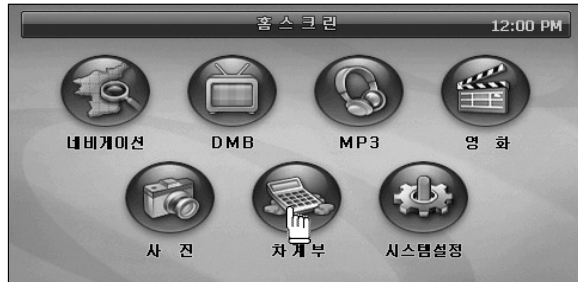 홈 스 크 린
12:00 PM
네비게이션
DMB
MP3
영 화
사 진
차 계 부
시스템설정